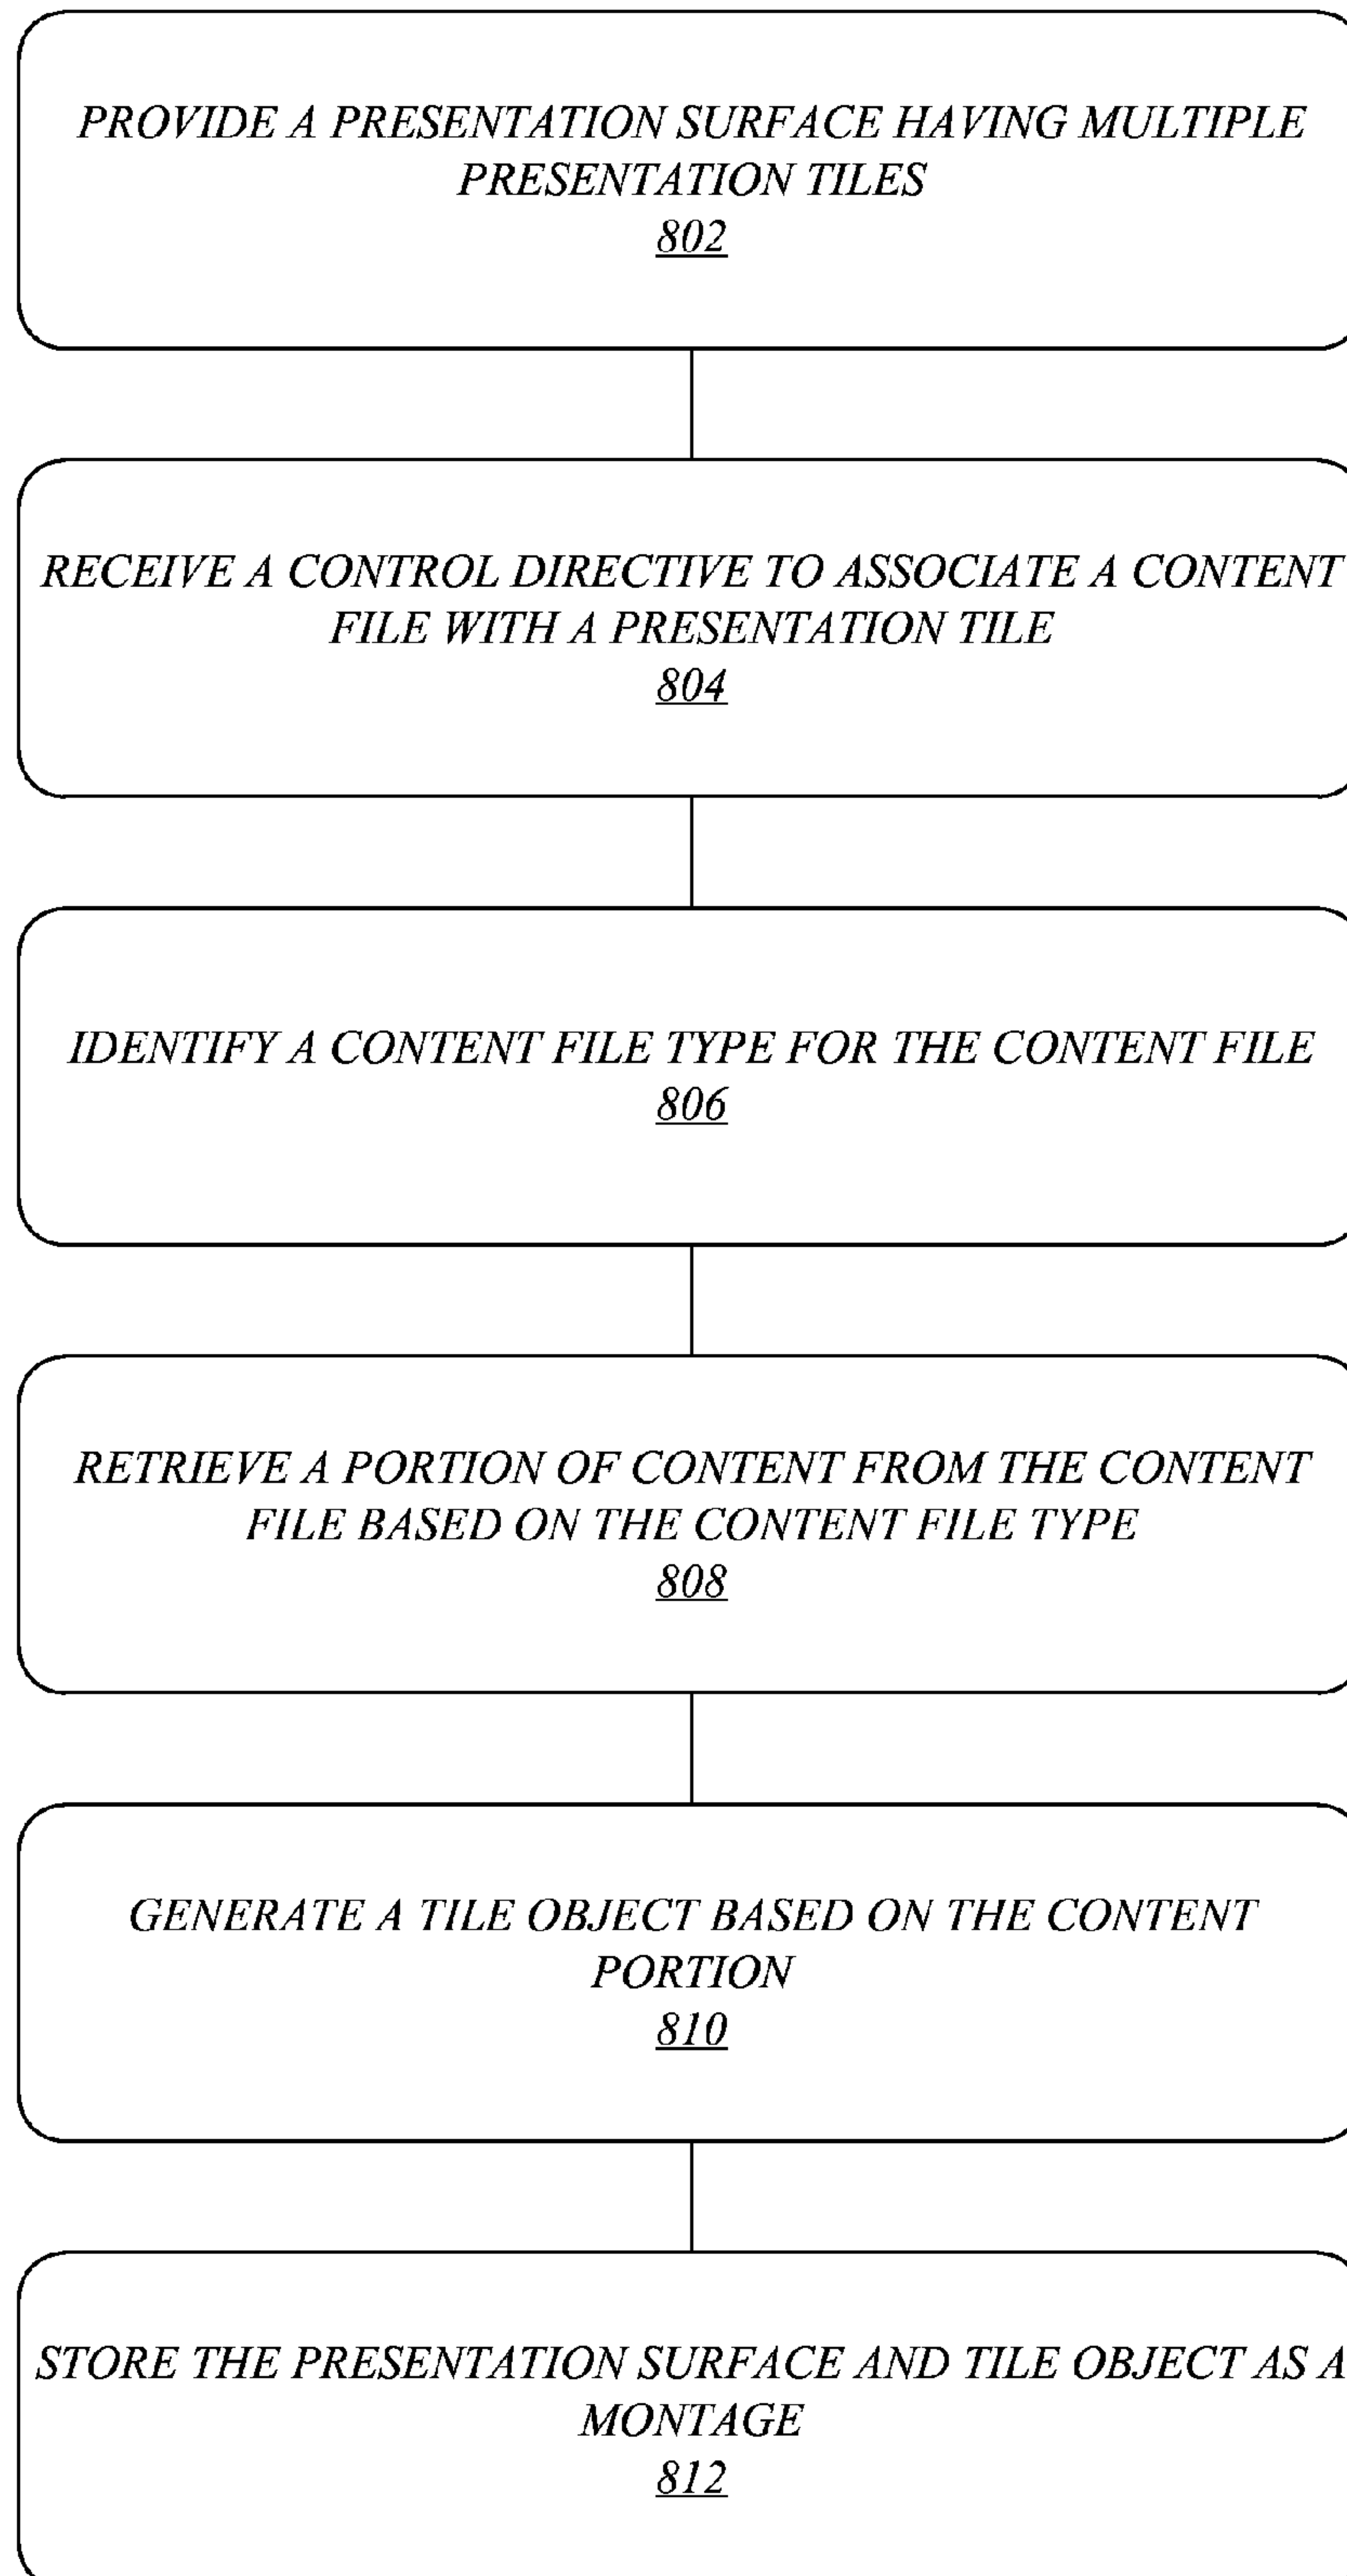 PROVIDE A PRESENTATION SURFACE HAVING MULTIPLE
PRESENTATION TILES
802
RECEIVE A CONTROL DIRECTIVE TO ASSOCIATE A CONTENT
FILE WITH A PRESENTATION TILE
804
IDENTIFY A CONTENT FILE TYPE FOR THE CONTENT FILE
806
RETRIEVE A PORTION OF CONTENT FROM THE CONTENT
FILE BASED ON THE CONTENT FILE TYPE
808
GENERATE A TILE OBJECT BASED ON THE CONTENT
PORTION
810
STORE THE PRESENTATION SURFACE AND TILE OBJECT AS A
MONTAGE
812